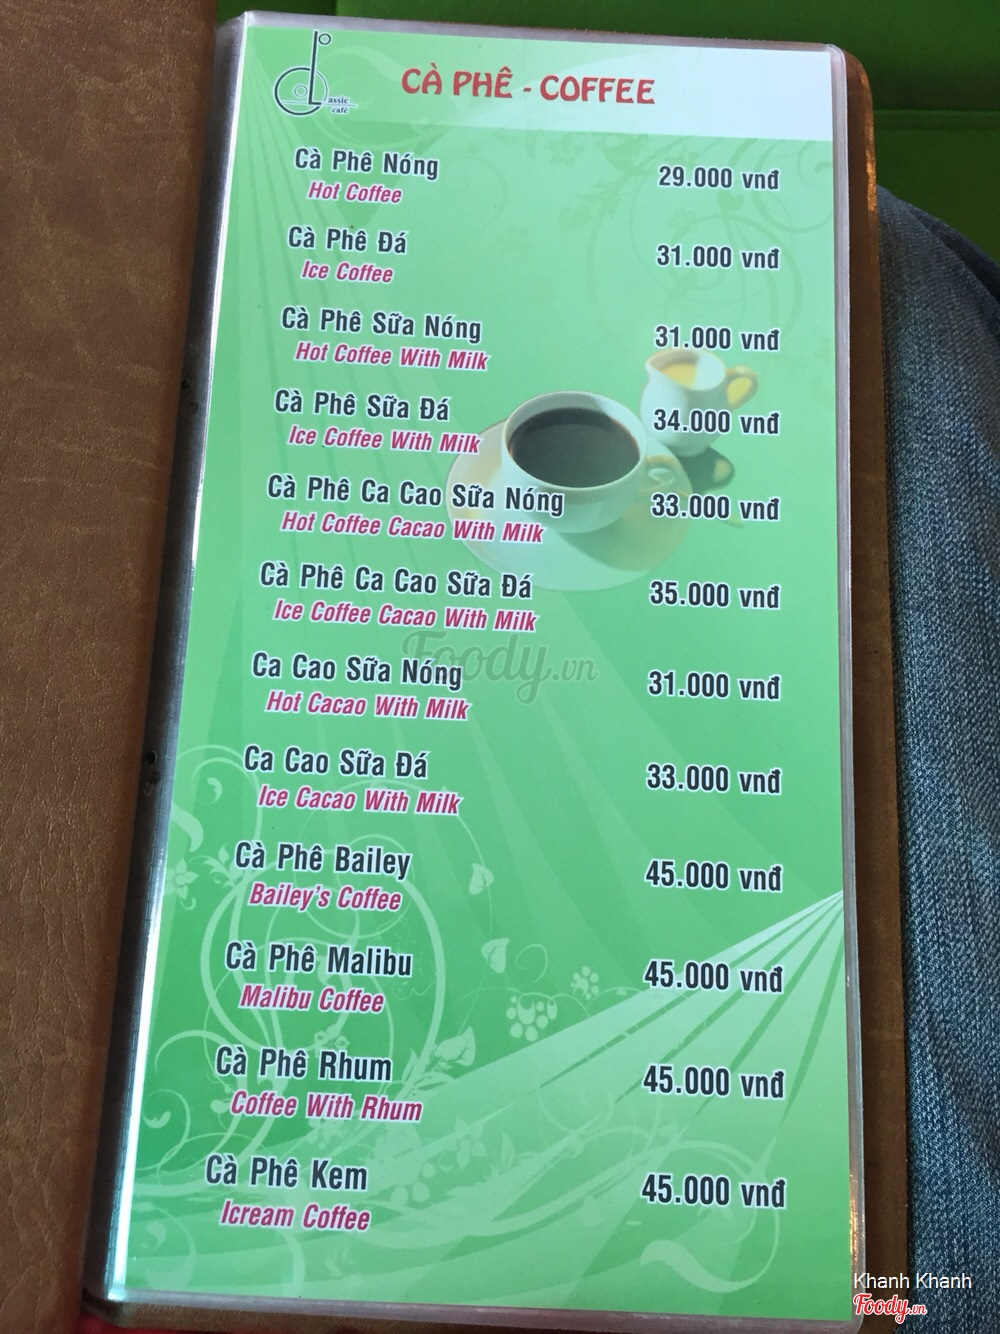 CLassic
café
CÀ PHÊ - COFFEE
Cà Phê Nóng 29.000 vnđ
Hot Coffee
Cà Phê Đá 31.000 vnđ
Ice Coffee
Cà Phê Sữa Nóng 31.000 vnđ
Hot Coffee With Milk
Cà Phê Sữa Đá 34.000 vnđ
Ice Coffee With Milk
Cà Phê Ca Cao Sữa Nóng 33.000 vnđ
Hot Coffee Cacao With Milk
Cà Phê Ca Cao Sữa Đá 35.000 vnđ
Ice Coffee Cacao With Milk
Foody.vn
Ca Cao Sữa Nóng 31.000 vnđ
Hot Cacao With Milk
Ca Cao Sữa Đá 33.000 vnđ
Ice Cacao With Milk
Cà Phê Bailey 45.000 vnđ
Bailey's Coffee
Cà Phê Malibu 45.000 vnđ
Malibu Coffee
Cà Phê Rhum 45.000 vnđ
Coffee With Rhum
Cà Phê Kem 45.000 vnđ
Icream Coffee
Khanh Khanh
Foody.vn